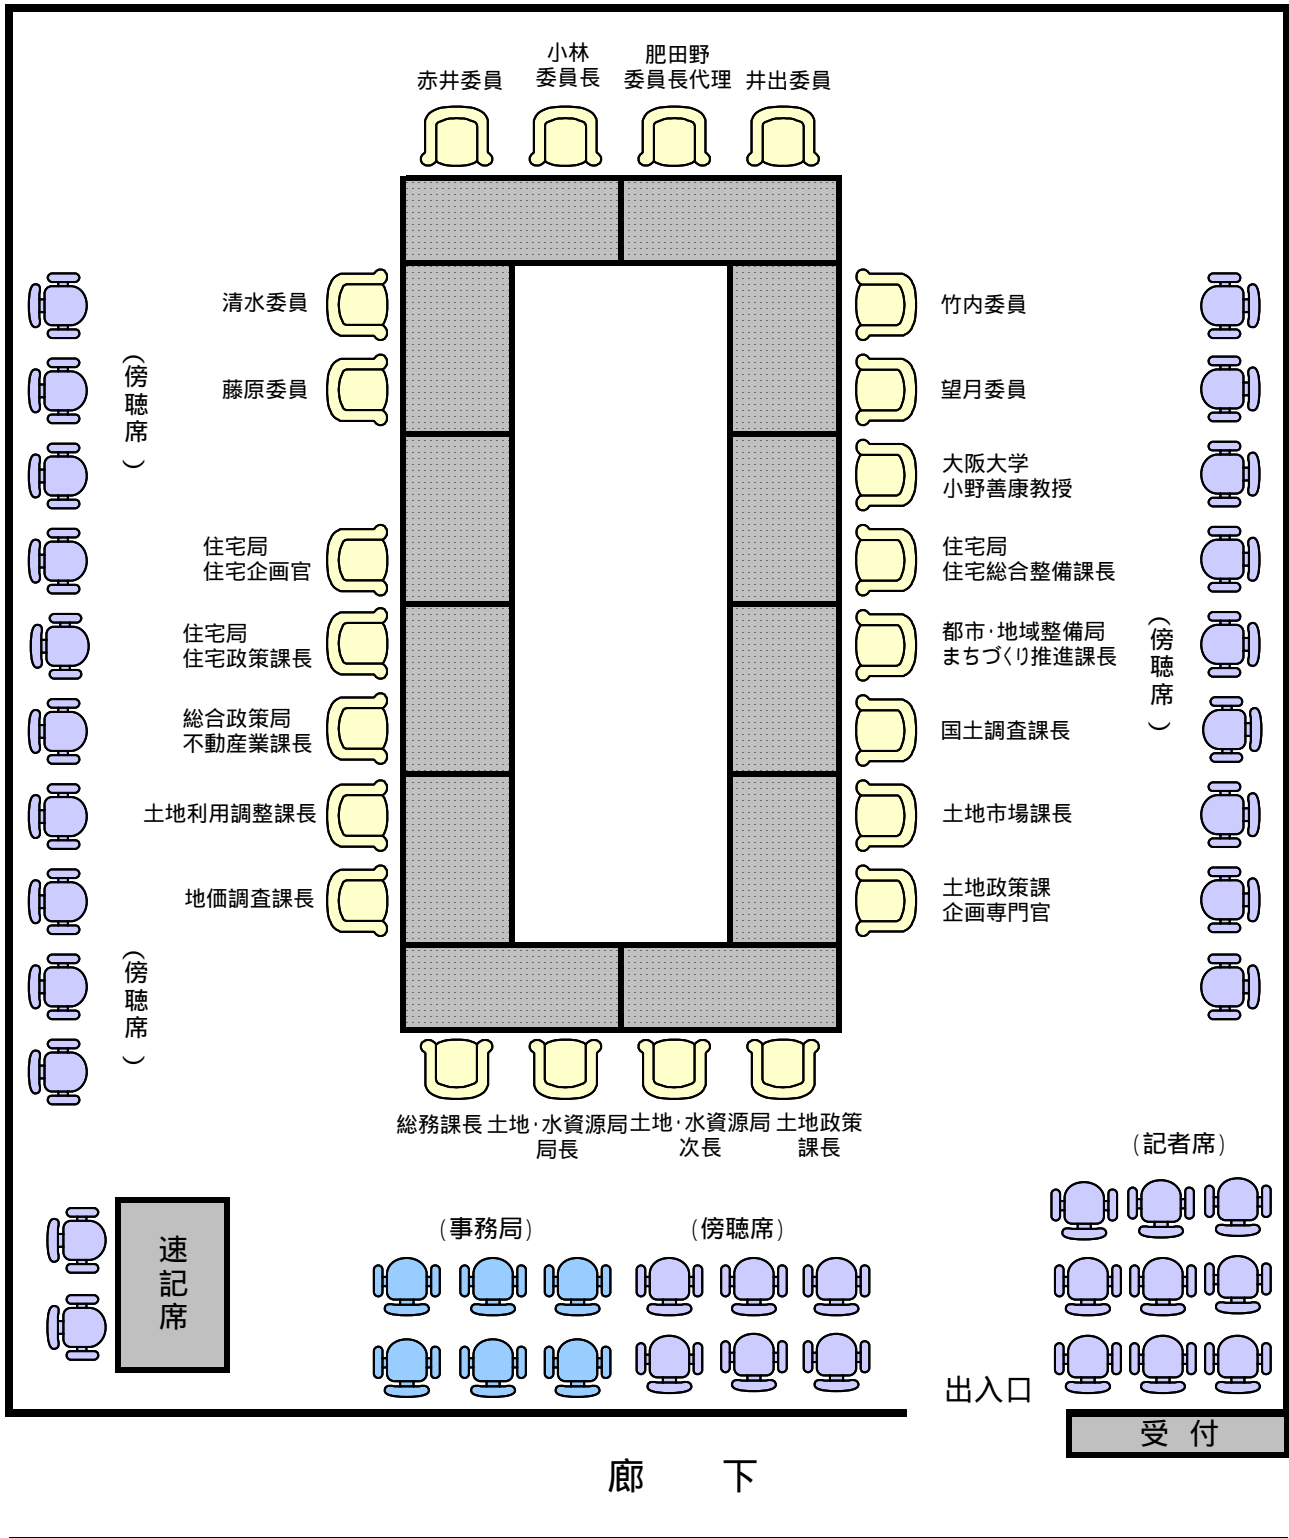 赤井委員
小林
委員長
肥田野
委員長代理
井出委員
清水委員
藤原委員
住宅局
住宅企画官
住宅局
住宅政策課長
総合政策局
不動産業課長
土地利用調整課長
地価調査課長
竹内委員
望月委員
大阪大学
小野善康教授
住宅局
住宅総合整備課長
都市・地域整備局
まちづくり推進課長
国土調査課長
土地市場課長
土地政策課
企画専門官
(傍聴席)
(傍聴席)
(傍聴席)
総務課長
土地・水資源局
局長
土地・水資源局
次長
土地政策
課長
(記者席)
(事務局)
(傍聴席)
速記席
出入口
受 付
廊 下